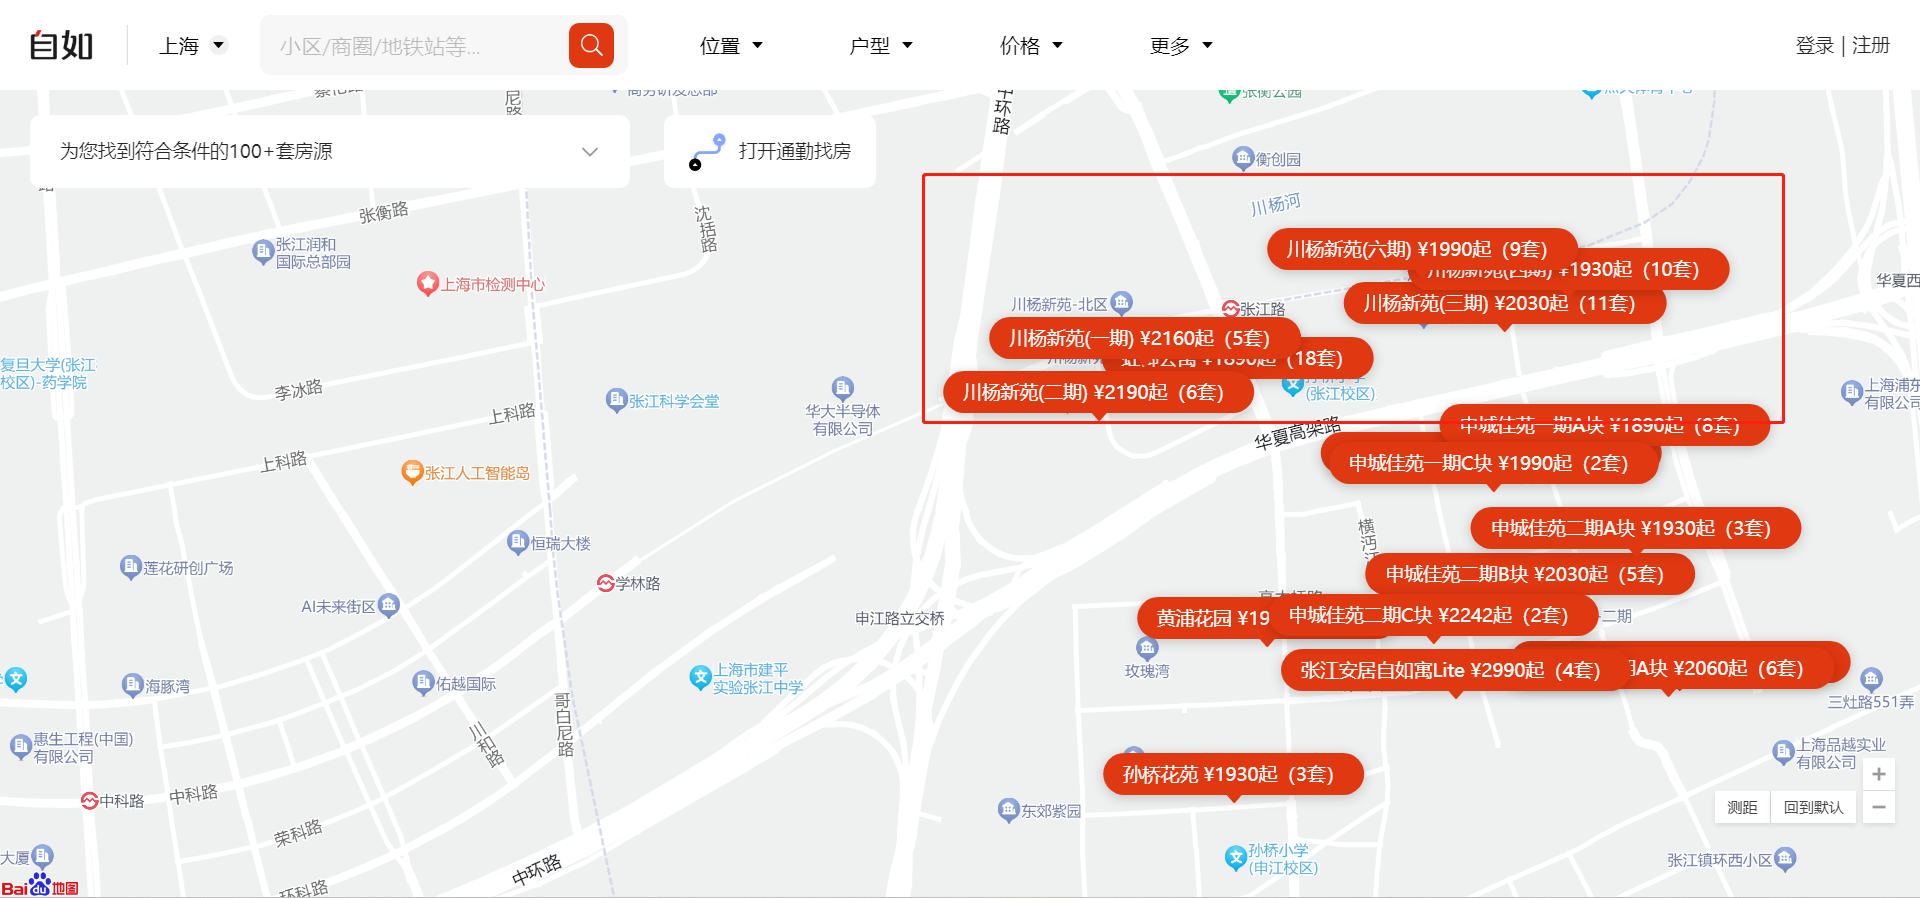 自如
上海
小区/商圈/地铁站等...
位置
户型
价格
更多
登录 | 注册
张衡公园
中环路
为您找到符合条件的100+套房源
打开通勤找房
衡创园
川杨河
张衡路
沈括路
张江润和
国际总部园
上海市检测中心
川杨新苑(六期) ¥1990起 (9套)
川杨新苑(四期) ¥1930起 (10套)
华夏西
川杨新苑(三期) ¥2030起 (11套)
川杨新苑-北区
张江路
川杨新苑(一期) ¥2160起 (5套)
¥1890起 (18套)
复旦大学(张江
校区)-药学院
李冰路
川杨新苑(二期) ¥2190起 (6套)
(张江校区)
上海浦东
有限公司
张江科学会堂
华大半导体
有限公司
上科路
华夏高架路
申城佳苑一期A块 ¥1890起 (8套)
上科路
张江人工智能岛
申城佳苑一期C块 ¥1990起 (2套)
申城佳苑二期A块 ¥1930起 (3套)
恒瑞大楼
莲花研创广场
学林路
申城佳苑二期B块 ¥2030起 (5套)
AI未来街区
申江路立交桥
黄浦花园 ¥19
申城佳苑二期C块 ¥2242起 (2套)
二期
玫瑰湾
张江安居自如寓Lite ¥2990起 (4套)
A块 ¥2060起 (6套)
上海市建平
实验张江中学
海豚湾
佑越国际
三灶路551弄
哥白尼路
川和路
惠生工程(中国)
有限公司
上海品越实业
有限公司
孙桥花苑 ¥1930起 (3套)
中科路
中科路
东郊紫园
测距
回到默认
荣科路
中环路
孙桥小学
(申江校区)
张江镇环西小区
大厦
环科路
Bai du 地图